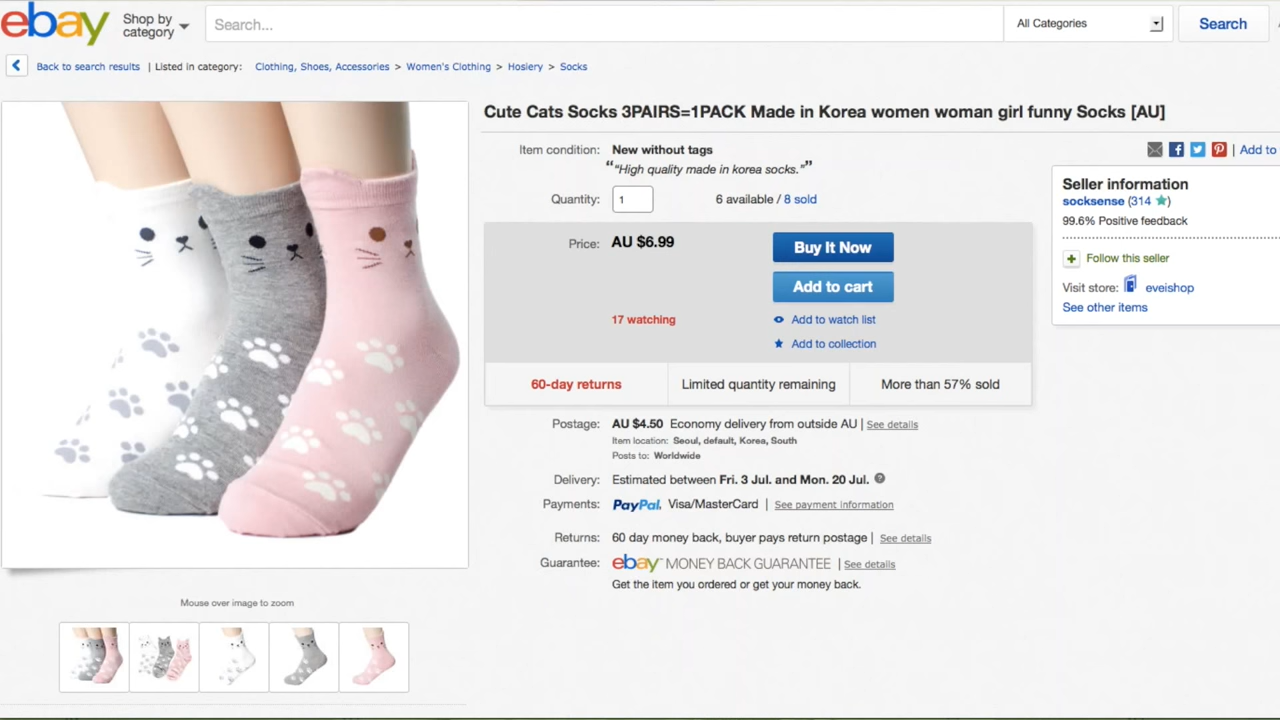 ebay
Shop by
category
Search...
All Categories
Search
Back to search results | Listed in category: Clothing, Shoes, Accessories > Women's Clothing > Hosiery > Socks
Cute Cats Socks 3PAIRS=1PACK Made in Korea women woman girl funny Socks [AU]
Item condition: New without tags
““High quality made in korea socks.””
Quantity: 1 6 available / 8 sold
Price: AU $6.99
Buy It Now
Add to cart
17 watching
Add to watch list
Add to collection
60-day returns
Limited quantity remaining
More than 57% sold
Postage: AU $4.50 Economy delivery from outside AU | See details
Item location: Seoul, default, Korea, South
Posts to: Worldwide
Delivery: Estimated between Fri. 3 Jul. and Mon. 20 Jul. ?
Payments: PayPal Visa/MasterCard | See payment information
Returns: 60 day money back, buyer pays return postage | See details
Guarantee: ebay™ MONEY BACK GUARANTEE | See details
Get the item you ordered or get your money back.
| Add to
Seller information
socksense (314 ★)
99.6% Positive feedback
+ Follow this seller
Visit store: eveishop
See other items
Mouse over image to zoom